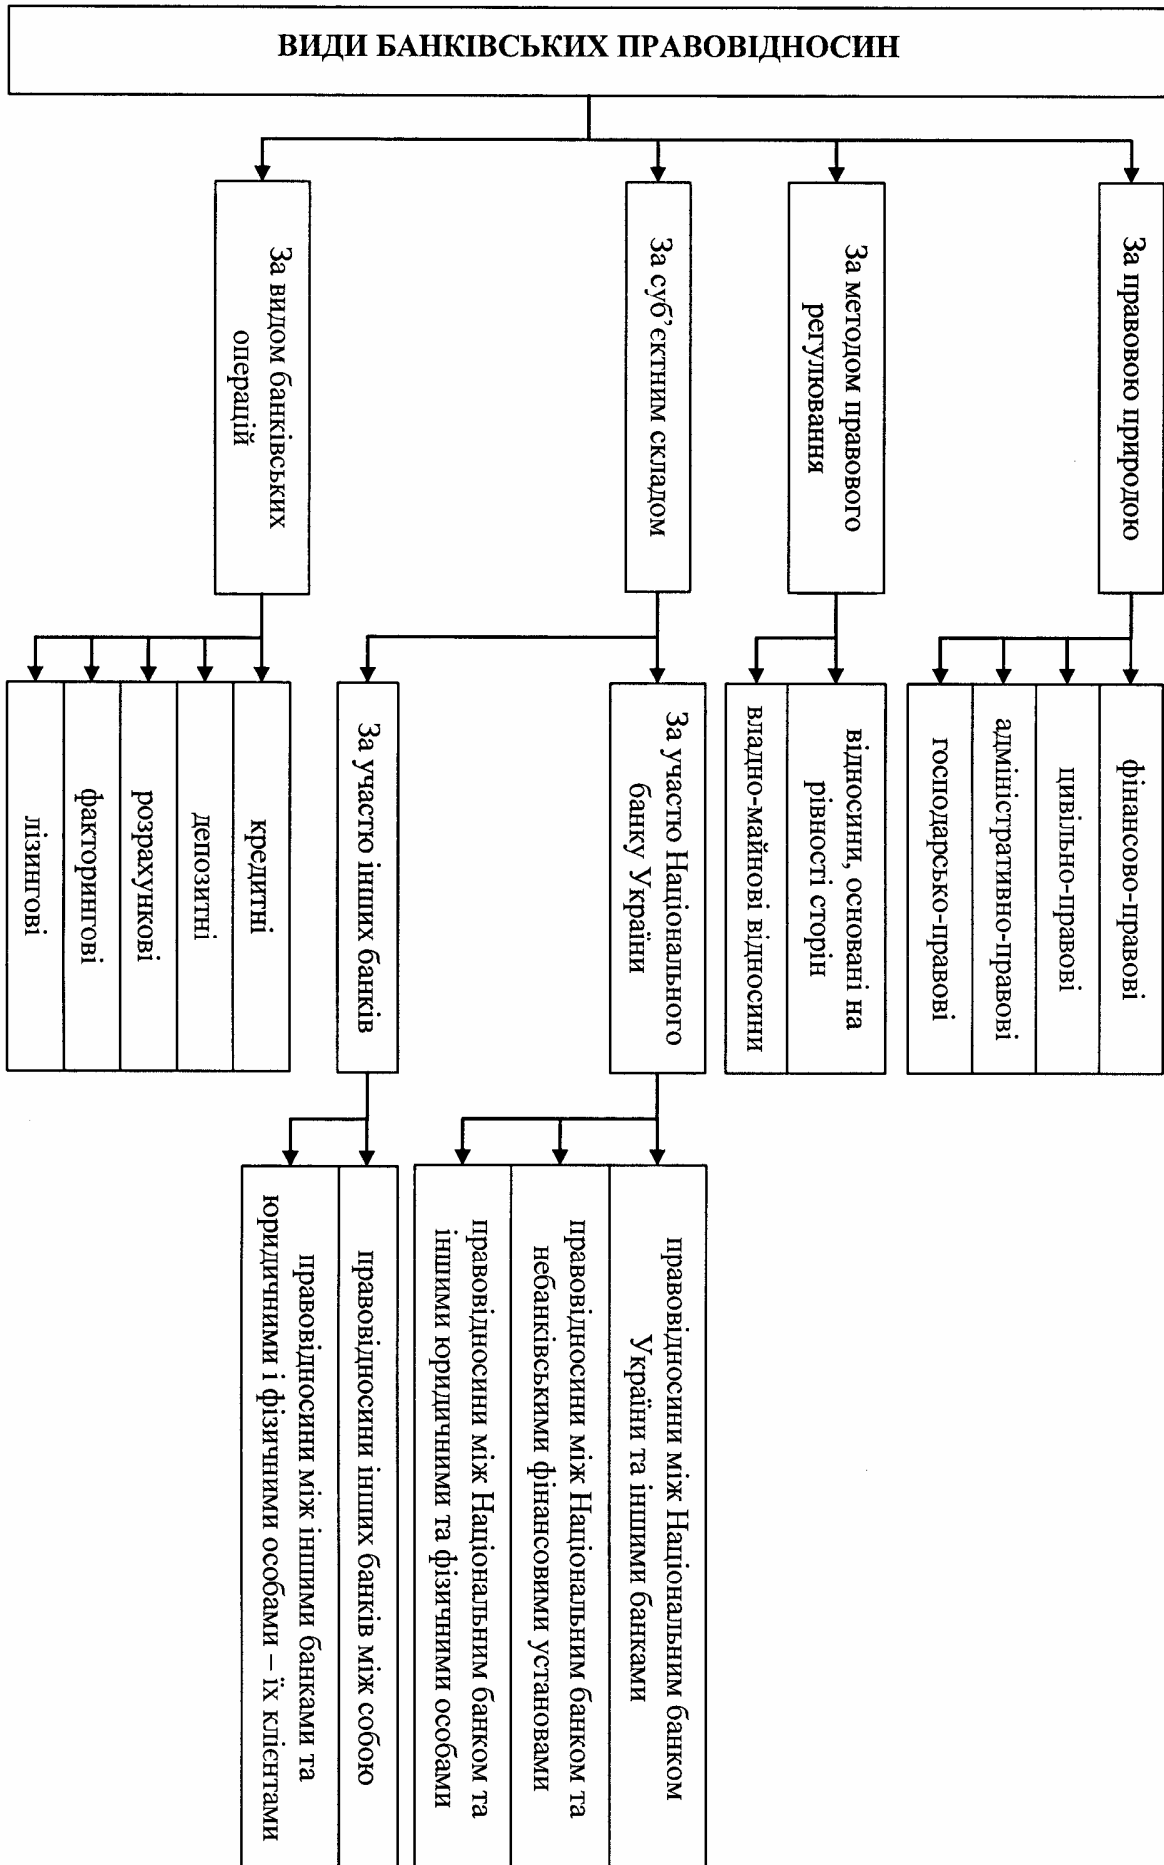 ВИДИ БАНКІВСЬКИХ ПРАВОВІДНОСИН
За правовою природою
фінансово-правові
цивільно-правові
адміністративно-правові
господарсько-правові
За методом правового
регулювання
відносини, основані на
рівності сторін
владно-майнові відносини
За суб’єктним складом
За участю Національного
банку України
правовідносини між Національним банком
України та іншими банками
правовідносини між Національним банком та
небанківськими фінансовими установами
правовідносини між Національним банком та
іншими юридичними та фізичними особами
За участю інших банків
правовідносини інших банків між собою
правовідносини між іншими банками та
юридичними і фізичними особами – їх клієнтами
За видом банківських
операцій
кредитні
депозитні
розрахункові
факторингові
лізингові